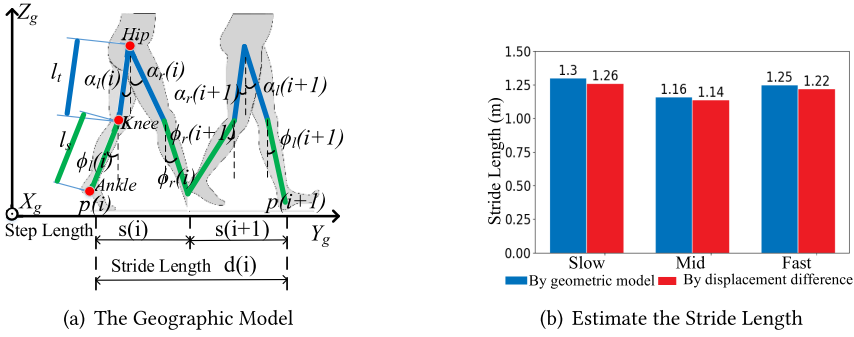 Z_g
Hip
l_t
α_l(i)
α_r(i)
α_r(i+1)
α_l(i+1)
Knee
l_s
ϕ_l(i)
ϕ_r(i+1)
ϕ_l(i+1)
ϕ_r(i)
Ankle
X_g
p(i)
p(i+1)
Y_g
Step Length
s(i)
s(i+1)
Stride Length d(i)
(a) The Geographic Model
Stride Length (m)
1.50
1.25
1.00
0.75
0.50
0.25
0.00
1.3
1.26
1.16
1.14
1.25
1.22
Slow
Mid
Fast
By geometric model
By displacement difference
(b) Estimate the Stride Length